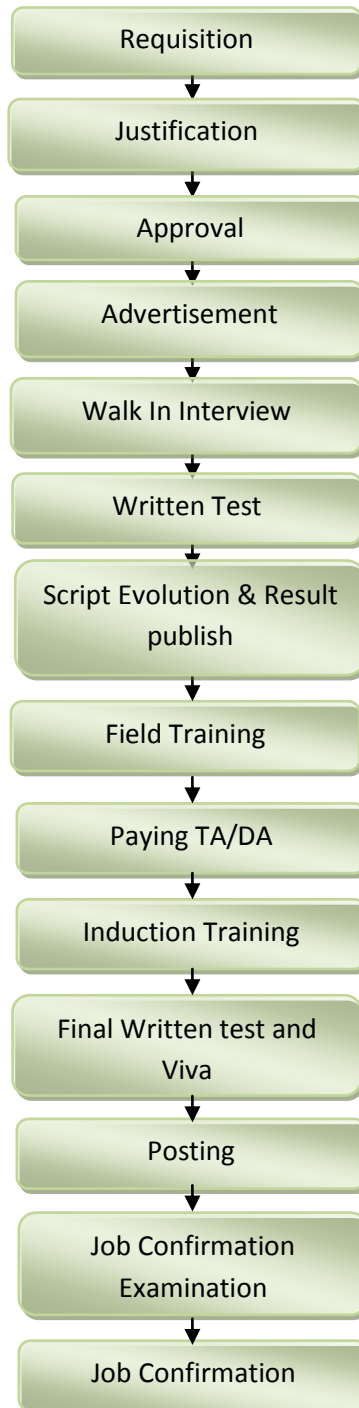 Requisition
Justification
Approval
Advertisement
Walk In Interview
Written Test
Script Evolution & Result
publish
Field Training
Paying TA/DA
Induction Training
Final Written test and
Viva
Posting
Job Confirmation
Examination
Job Confirmation